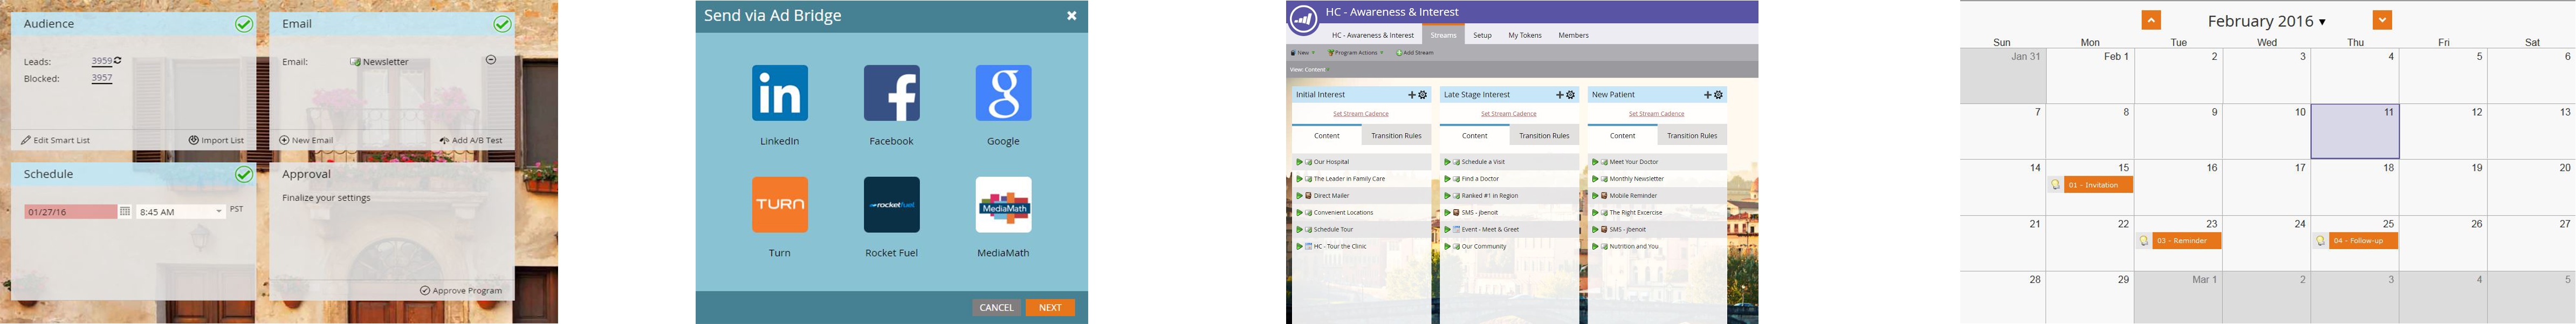 Audience
Leads: 3959
Blocked: 3957
Edit Smart List Import List
Email
Email: Newsletter
New Email Add A/B Test
Schedule
01/27/16 8:45 AM PST
Approval
Finalize your settings
Approve Program
Send via Ad Bridge
in f g
LinkedIn Facebook Google
TURN rocketfuel MediaMath
Turn Rocket Fuel MediaMath
CANCEL NEXT
HC - Awareness & Interest
HC - Awareness & Interest Streams Setup My Tokens Members
New Program Actions Add Stream
View: Content
Initial Interest
Set Stream Cadence
Content Transition Rules
Our Hospital
The Leader in Family Care
Direct Mailer
Convenient Locations
Schedule Tour
HC - Tour the Clinic
Late Stage Interest
Set Stream Cadence
Content Transition Rules
Schedule a Visit
Find a Doctor
Ranked #1 in Region
SMS - jbenoit
Event - Meet & Greet
Our Community
New Patient
Set Stream Cadence
Content Transition Rules
Meet Your Doctor
Monthly Newsletter
Mobile Reminder
The Right Excercise
SMS - jbenoit
Nutrition and You
February 2016
Sun Mon Tue Wed Thu Fri Sat
Jan 31 Feb 1 2 3 4 5 6
7 8 9 10 11 12 13
14 15 16 17 18 19 20
01 - Invitation
21 22 23 24 25 26 27
03 - Reminder 04 - Follow-up
28 29 Mar 1 2 3 4 5